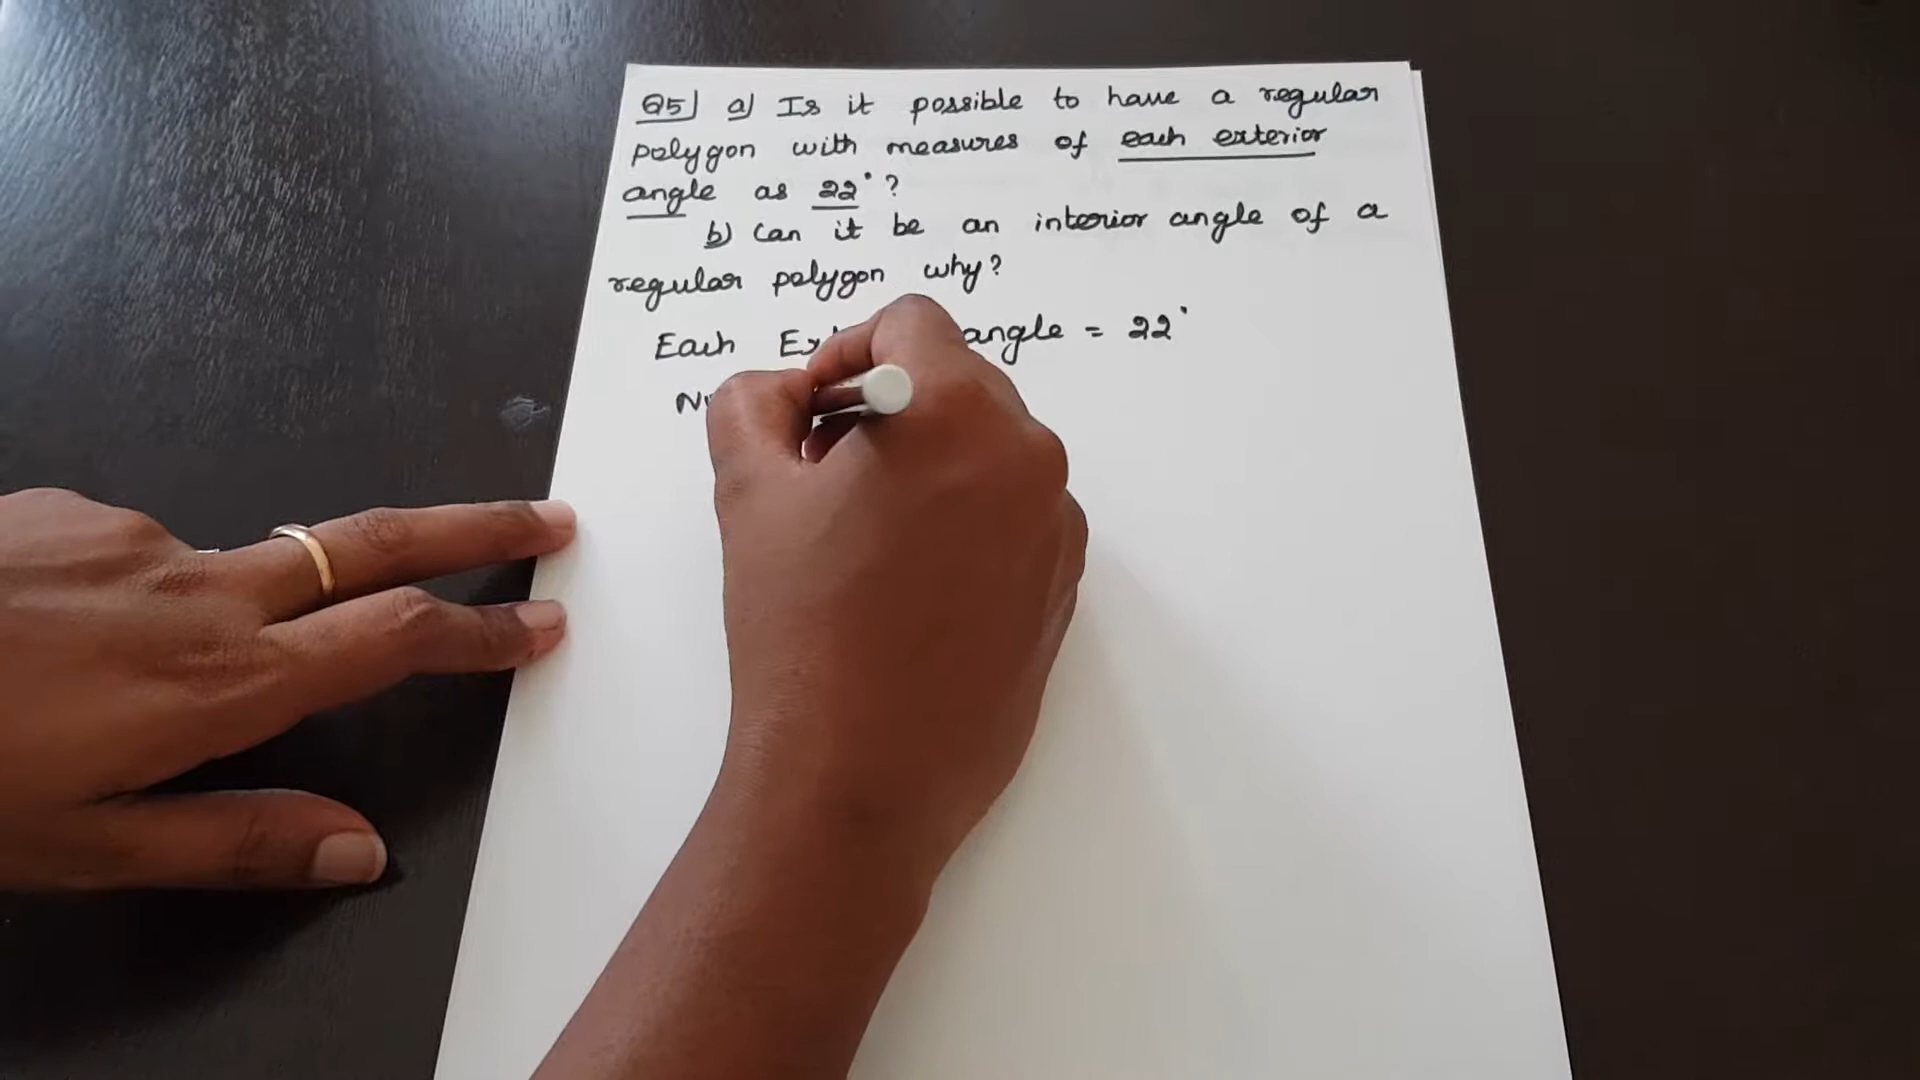 Q5) a) Is it possible to have a regular
polygon with measures of each exterior
angle as 22°?
b) Can it be an interior angle of a
regular polygon why?
Each angle = 22°